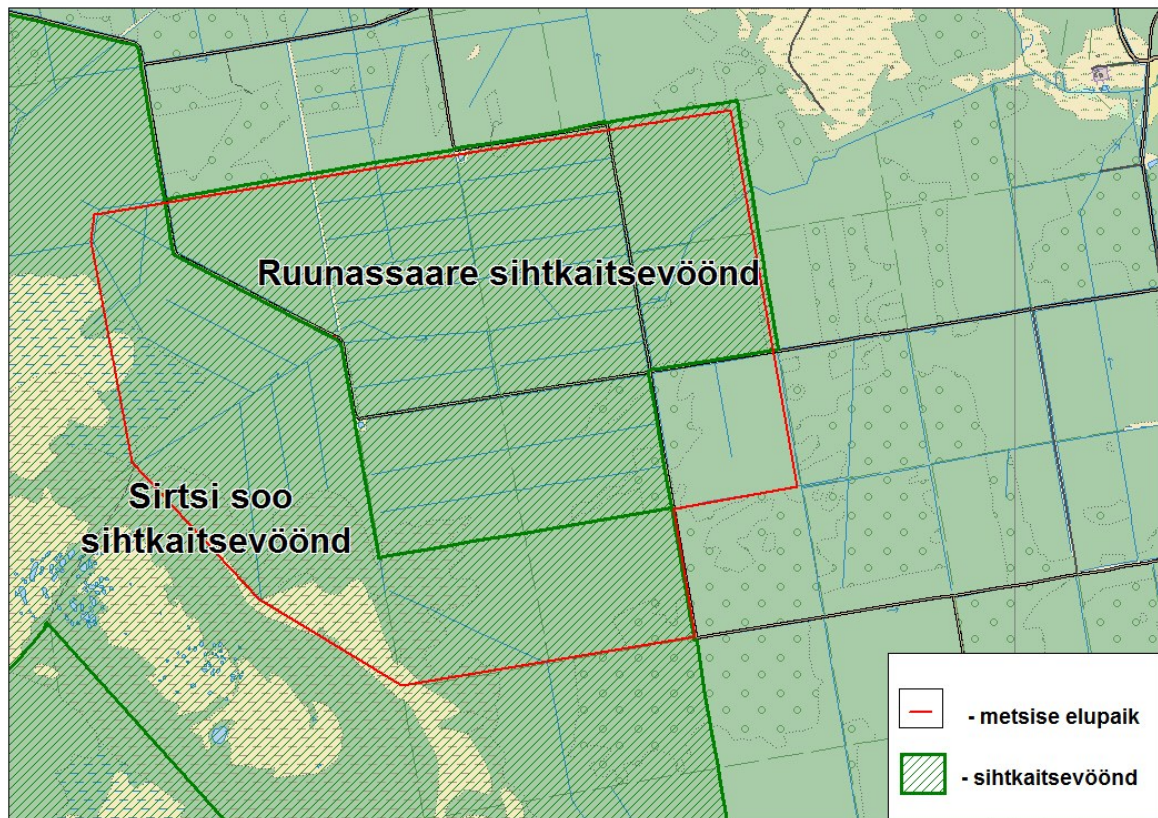 Ruunassaare sihtkaitsevöönd
Sirtsi soo
sihtkaitsevöönd
- metsise elupaik
- sihtkaitsevöönd